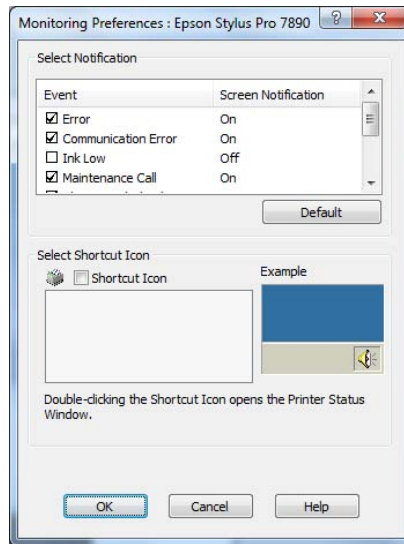 Monitoring Preferences : Epson Stylus Pro 7890
Select Notification
Event Screen Notification
Error On
Communication Error On
Ink Low Off
Maintenance Call On
Default
Select Shortcut Icon
Shortcut Icon Example
Double-clicking the Shortcut Icon opens the Printer Status
Window.
OK Cancel Help